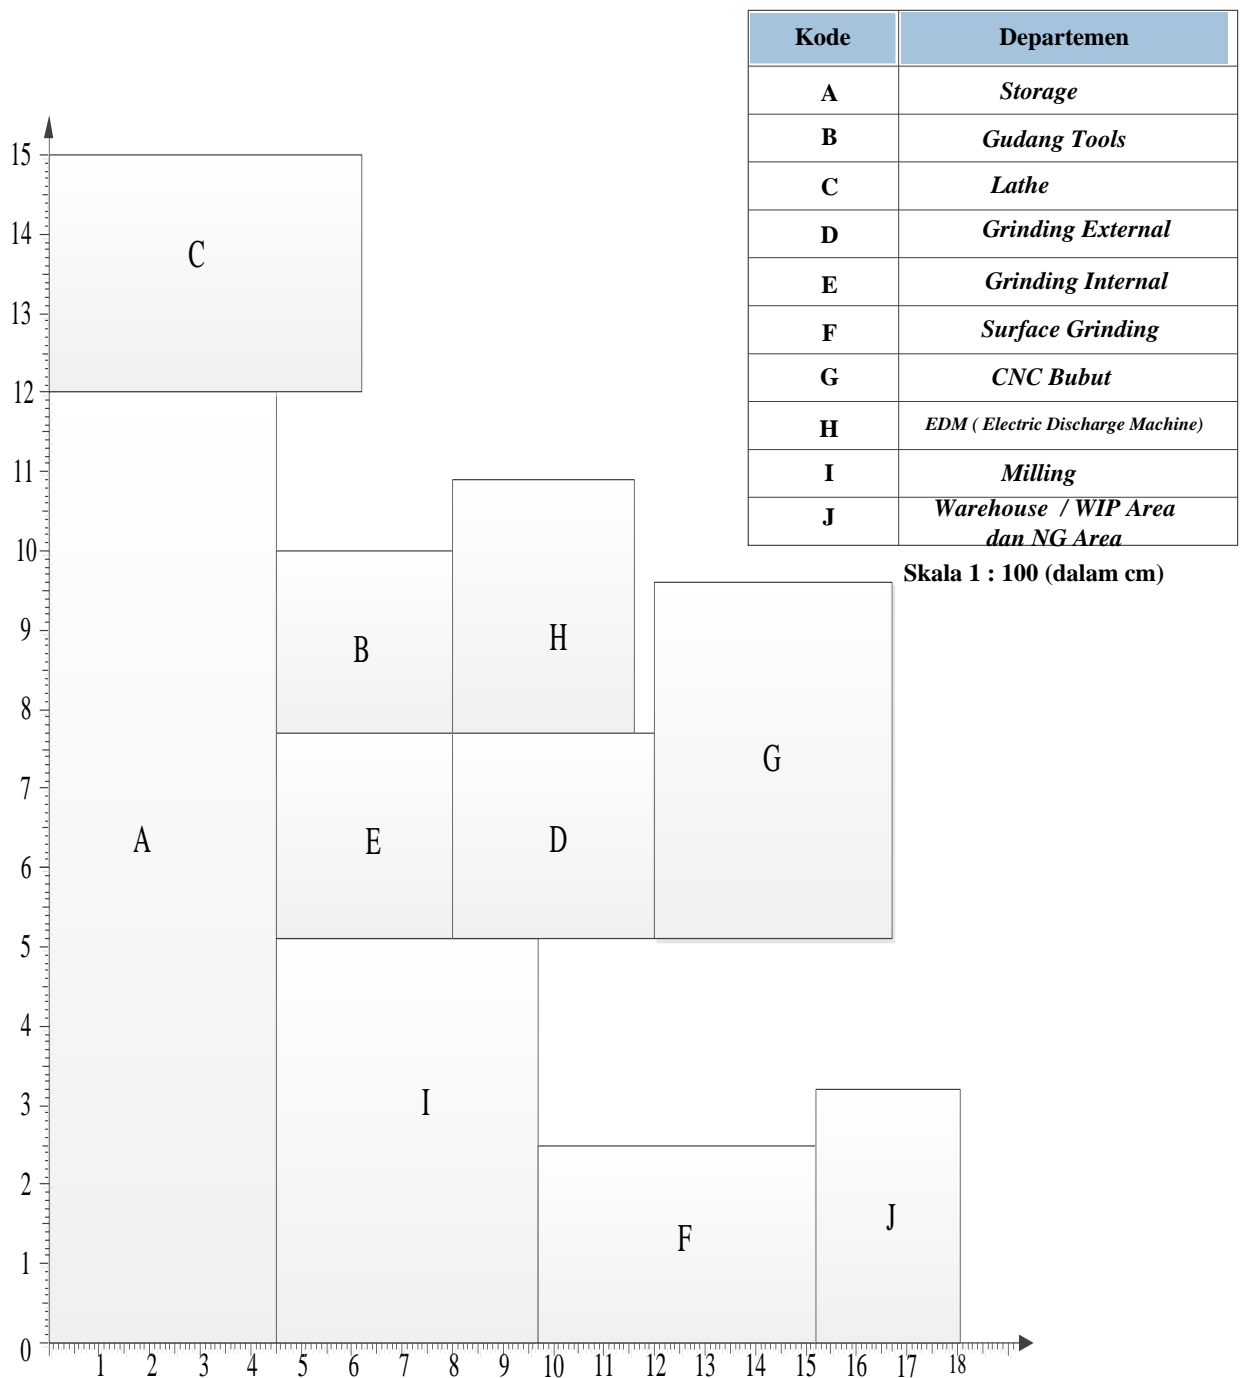 Kode Departemen
A Storage
B Gudang Tools
C Lathe
D Grinding External
E Grinding Internal
F Surface Grinding
G CNC Bubut
H EDM ( Electric Discharge Machine)
I Milling
J Warehouse / WIP Area
dan NG Area
Skala 1 : 100 (dalam cm)
15
14
13
12
11
10
9
8
7
6
5
4
3
2
1
0
C
B
H
G
A
E
D
I
F
J
1 2 3 4 5 6 7 8 9 10 11 12 13 14 15 16 17 18